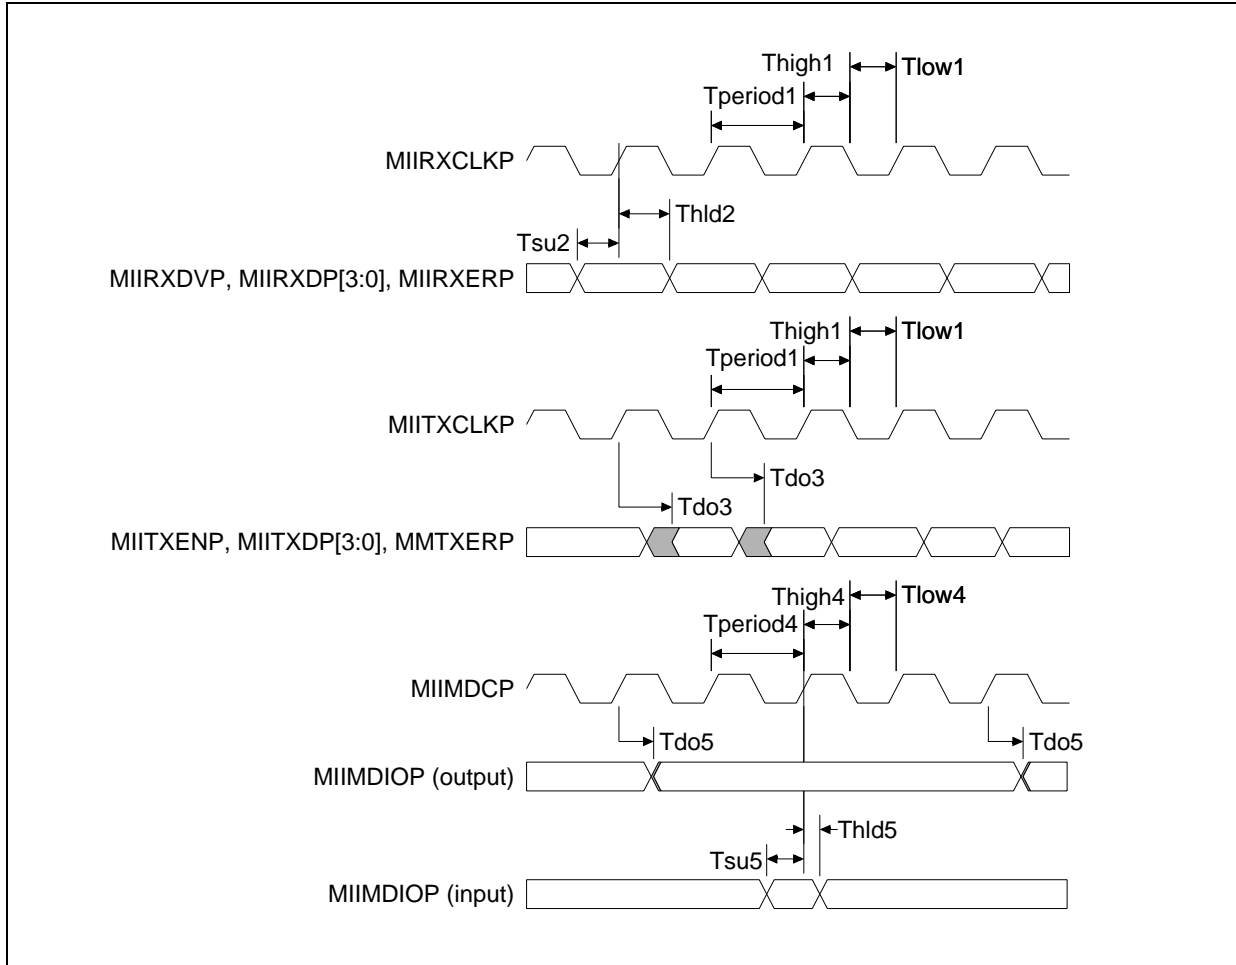 Thigh1 Tlow1
Tperiod1
MIIRXCLKP
Thld2
Tsu2
MIIRXDVP, MIIRXDP[3:0], MIIRXERP
Thigh1 Tlow1
Tperiod1
MIITXCLKP
Tdo3
Tdo3
MIITXENP, MIITXDP[3:0], MMTXERP
Thigh4 Tlow4
Tperiod4
MIIMDCP
Tdo5 Tdo5
MIIMDIOP (output)
Thld5
Tsu5
MIIMDIOP (input)